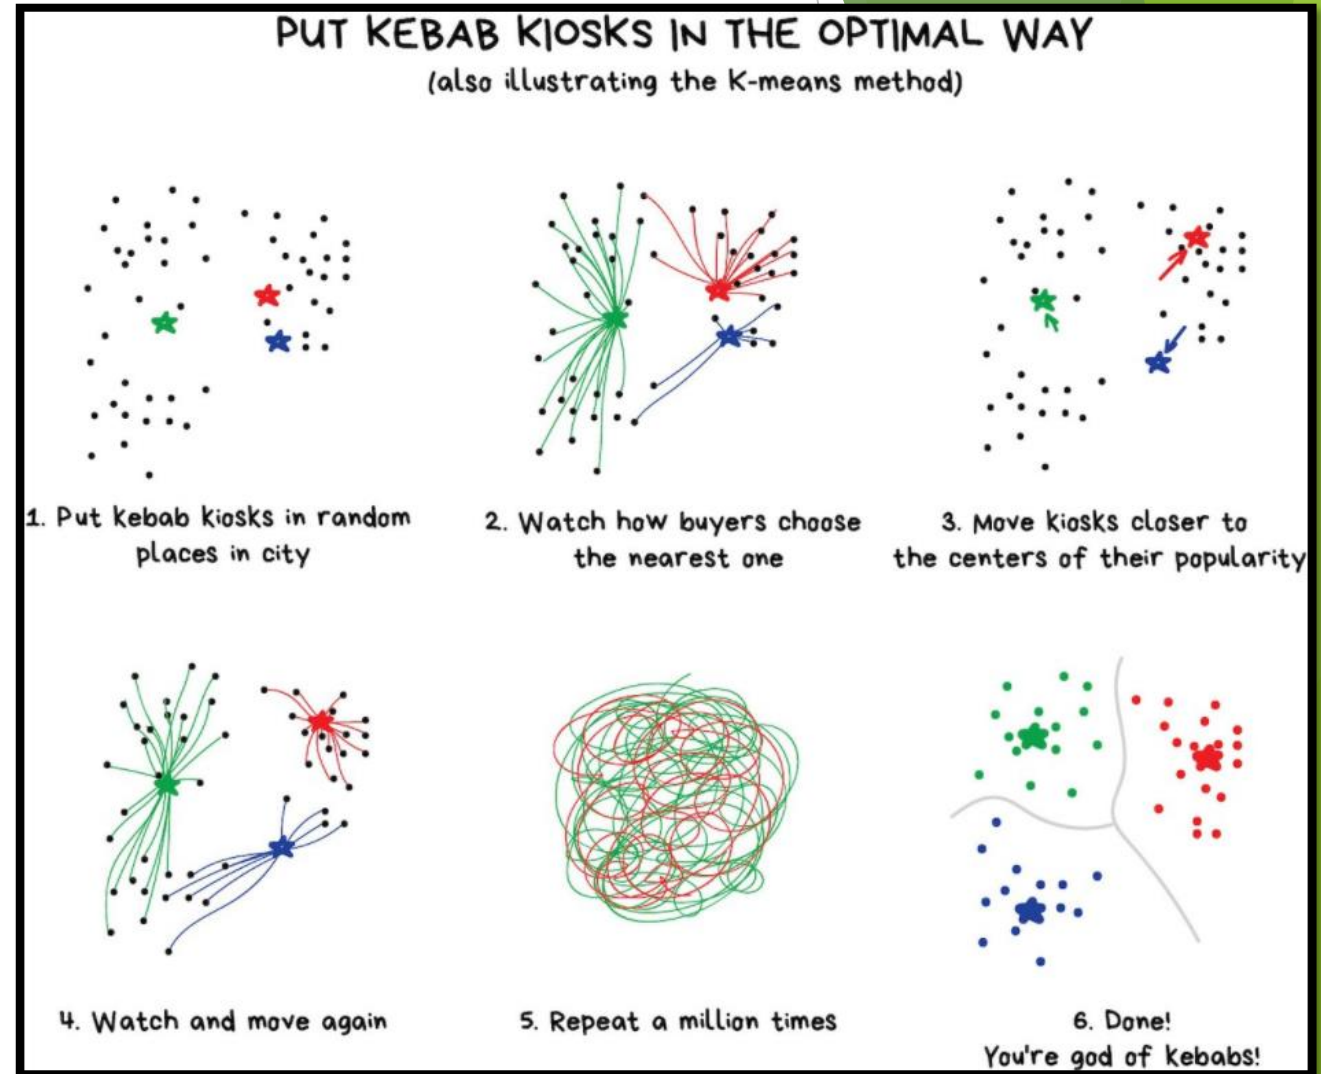 PUT KEBAB KIOSKS IN THE OPTIMAL WAY
(also illustrating the K-means method)
1. Put kebab kiosks in random
places in city
2. Watch how buyers choose
the nearest one
3. Move kiosks closer to
the centers of their popularity
4. Watch and move again
5. Repeat a million times
6. Done!
You're god of kebabs!